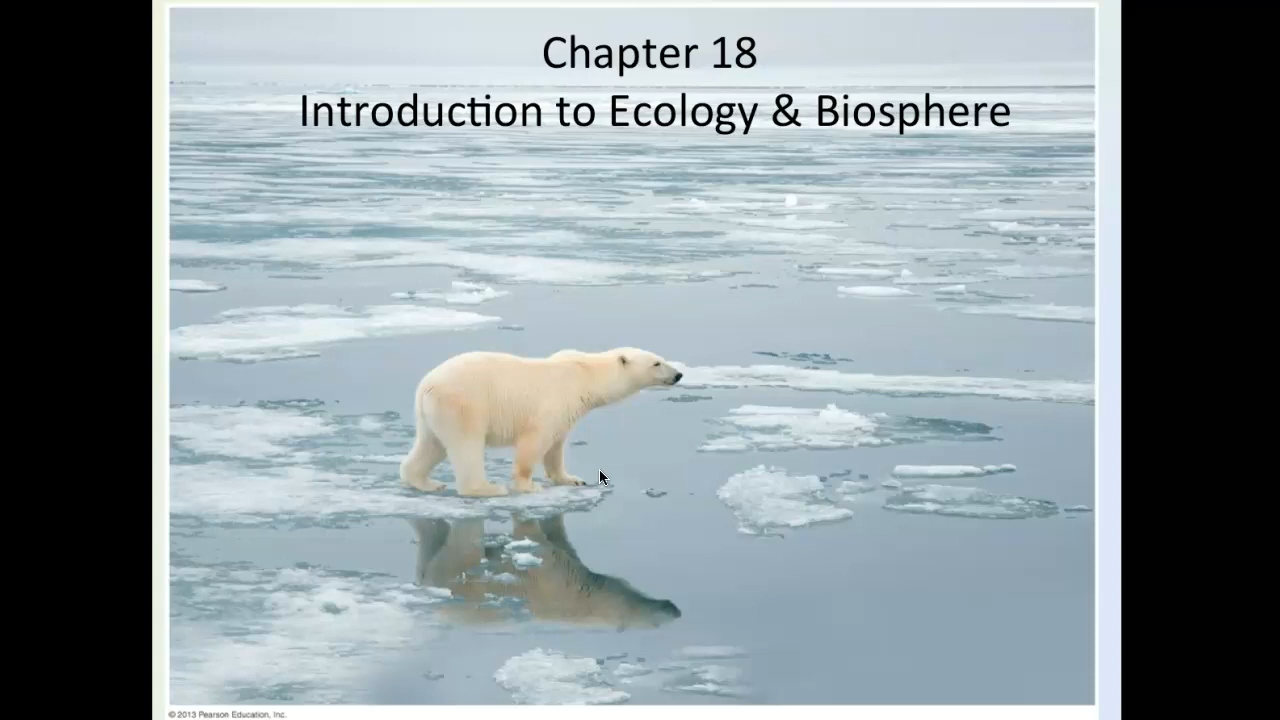 Chapter 18
Introduction to Ecology & Biosphere
© 2013 Pearson Education, Inc.